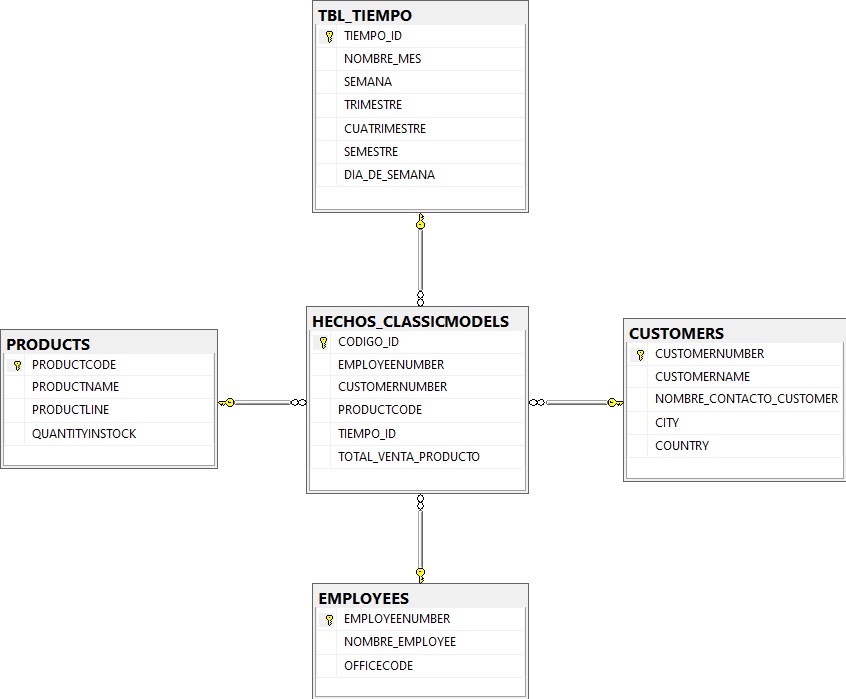 TBL_TIEMPO
TIEMPO_ID
NOMBRE_MES
SEMANA
TRIMESTRE
CUATRIMESTRE
SEMESTRE
DIA_DE_SEMANA
PRODUCTS
PRODUCTCODE
PRODUCTNAME
PRODUCTLINE
QUANTITYINSTOCK
HECHOS_CLASSICMODELS
CODIGO_ID
EMPLOYEENUMBER
CUSTOMERNUMBER
PRODUCTCODE
TIEMPO_ID
TOTAL_VENTA_PRODUCTO
CUSTOMERS
CUSTOMERNUMBER
CUSTOMERNAME
NOMBRE_CONTACTO_CUSTOMER
CITY
COUNTRY
EMPLOYEES
EMPLOYEENUMBER
NOMBRE_EMPLOYEE
OFFICECODE